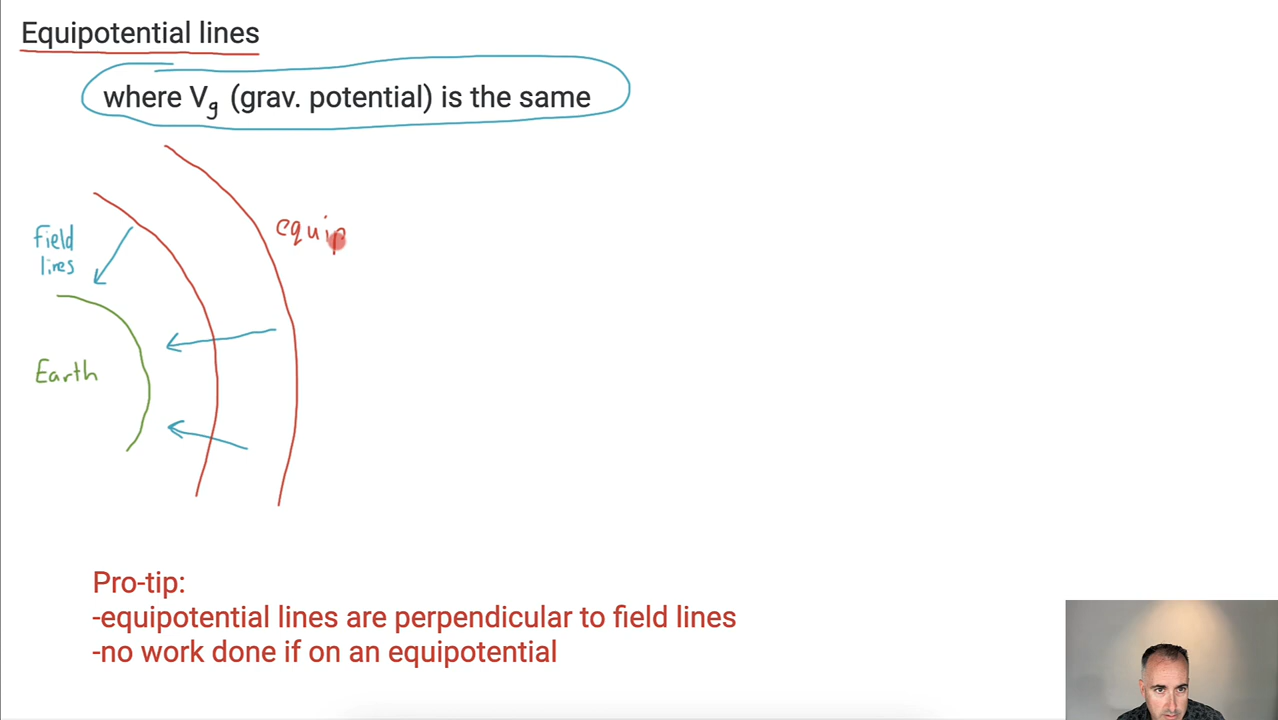 Equipotential lines
where Vg (grav. potential) is the same
equip
Field
lines
Earth
Pro-tip:
-equipotential lines are perpendicular to field lines
-no work done if on an equipotential